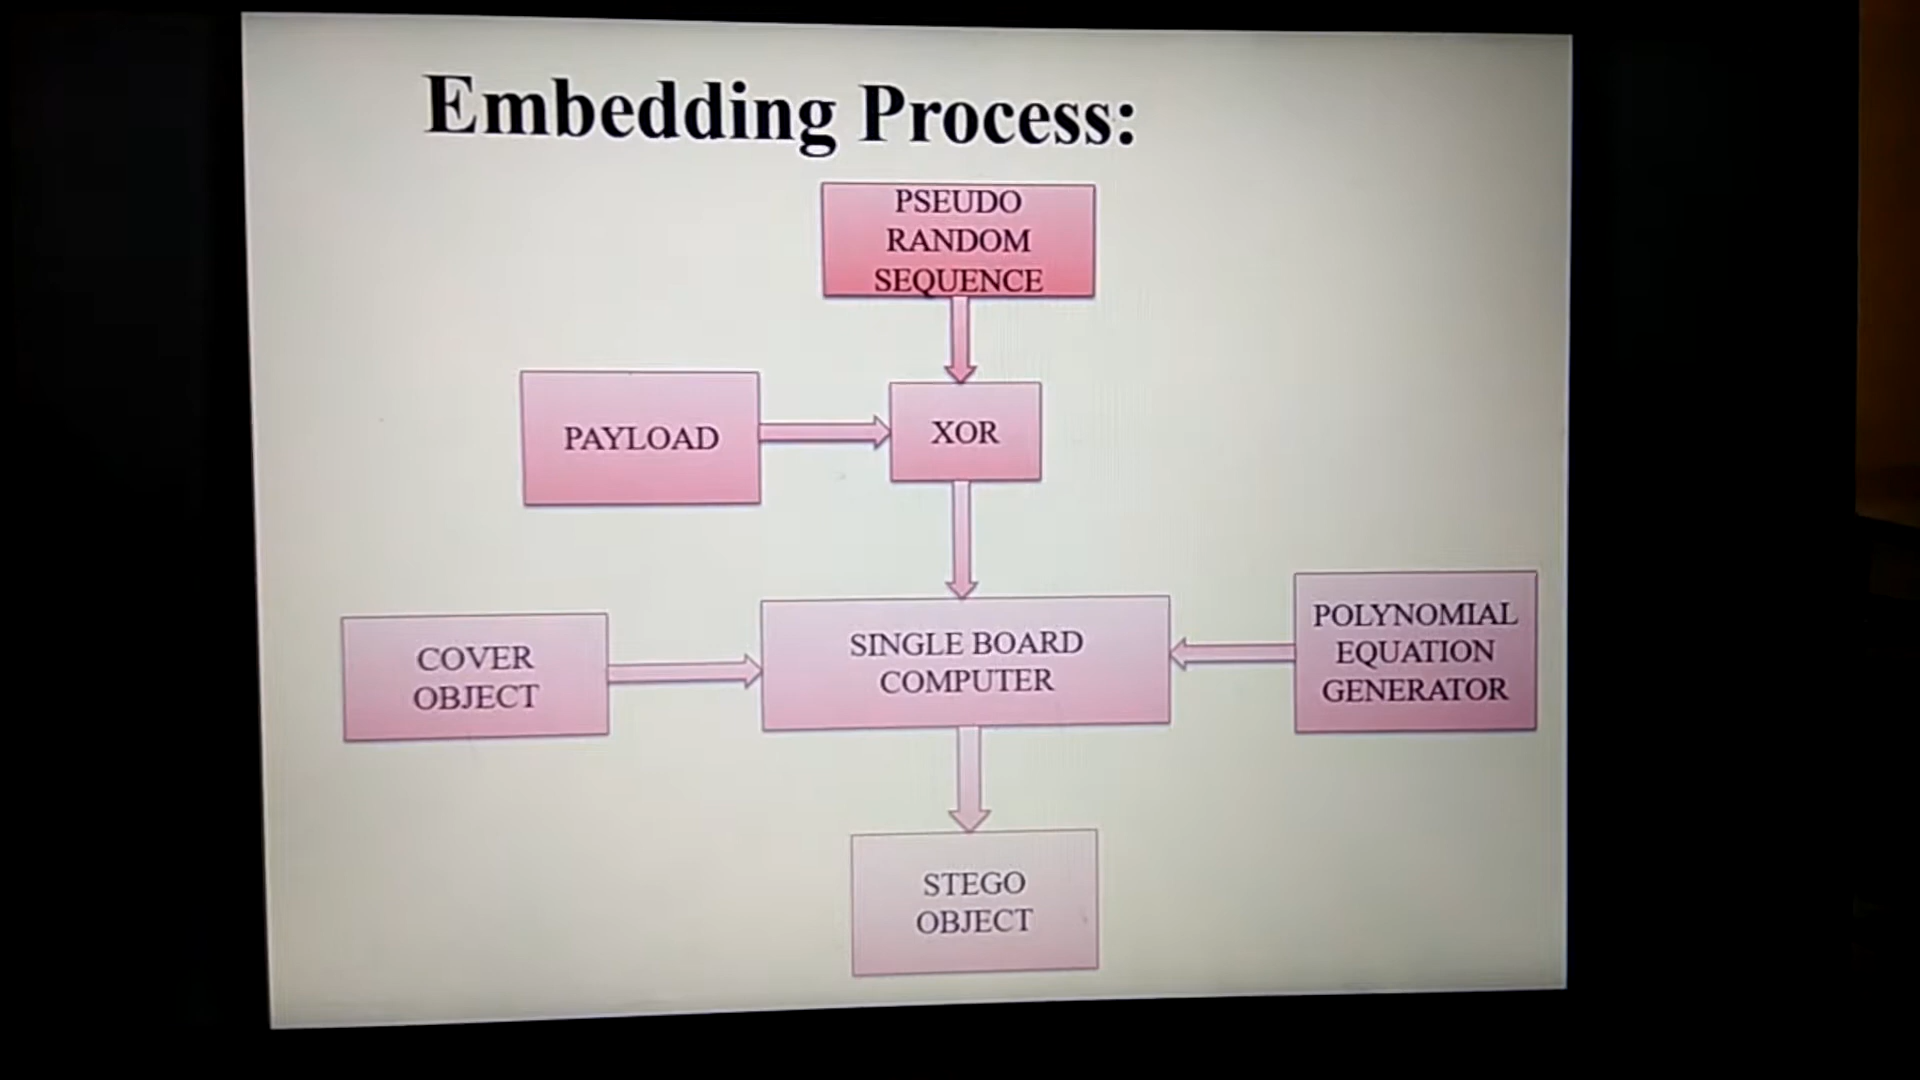 Embedding Process:
PSEUDO
RANDOM
SEQUENCE
PAYLOAD
XOR
COVER
OBJECT
SINGLE BOARD
COMPUTER
POLYNOMIAL
EQUATION
GENERATOR
STEGO
OBJECT